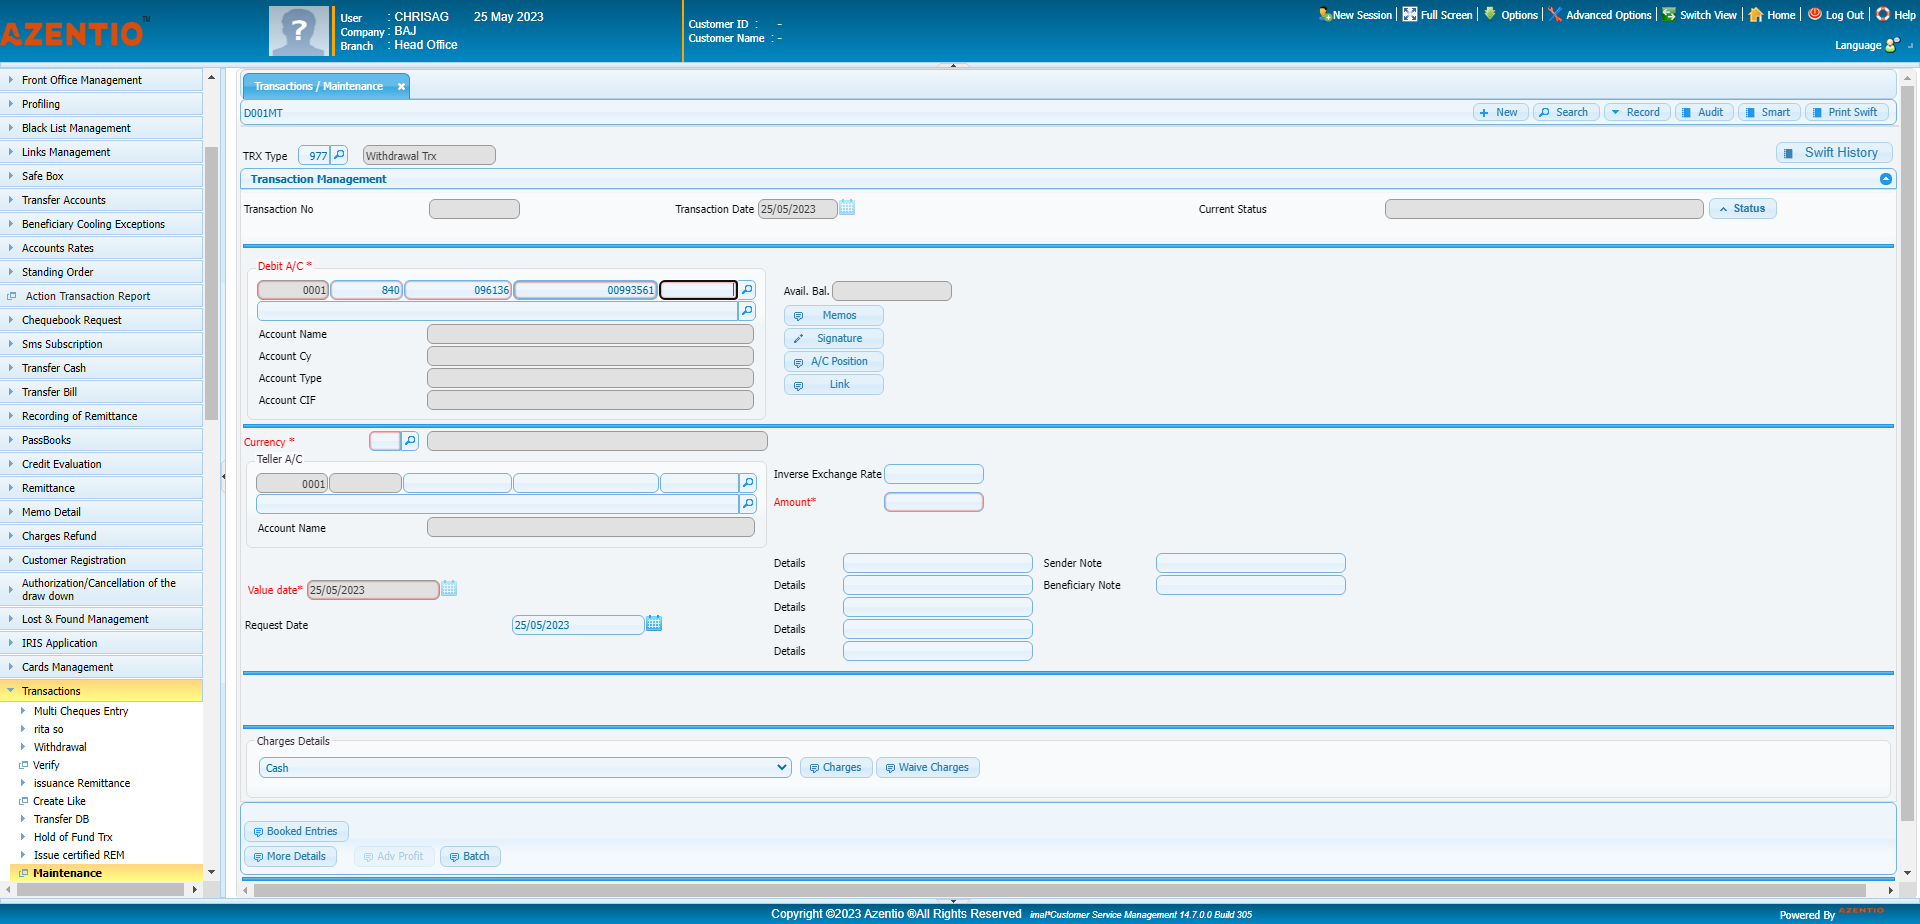 AZENTIO™
User : CHRISAG 25 May 2023
Company : BAJ
Branch : Head Office
Customer ID : -
Customer Name : -
New Session Full Screen Options Advanced Options Switch View Home Log Out Help
Language
Front Office Management
Profiling
Black List Management
Links Management
Safe Box
Transfer Accounts
Beneficiary Cooling Exceptions
Accounts Rates
Standing Order
Action Transaction Report
Chequebook Request
Sms Subscription
Transfer Cash
Transfer Bill
Recording of Remittance
PassBooks
Credit Evaluation
Remittance
Memo Detail
Charges Refund
Customer Registration
Authorization/Cancellation of the
draw down
Lost & Found Management
IRIS Application
Cards Management
Transactions
Multi Cheques Entry
rita so
Withdrawal
Verify
issuance Remittance
Create Like
Transfer DB
Hold of Fund Trx
Issue certified REM
Maintenance
Transactions / Maintenance
D001MT
New Search Record Audit Smart Print Swift
TRX Type 977 Withdrawal Trx
Swift History
Transaction Management
Transaction No
Transaction Date 25/05/2023
Current Status
Status
Debit A/C *
0001 840 096136 00993561
Avail. Bal.
Memos
Signature
A/C Position
Link
Account Name
Account Cy
Account Type
Account CIF
Currency *
Teller A/C
0001
Account Name
Inverse Exchange Rate
Amount*
Value date* 25/05/2023
Request Date 25/05/2023
Details
Details
Details
Details
Details
Sender Note
Beneficiary Note
Charges Details
Cash
Charges
Waive Charges
Booked Entries
More Details
Adv Profit
Batch
Copyright ©2023 Azentio ®All Rights Reserved imal*Customer Service Management 14.7.0.0 Build 305
Powered By AZENTIO